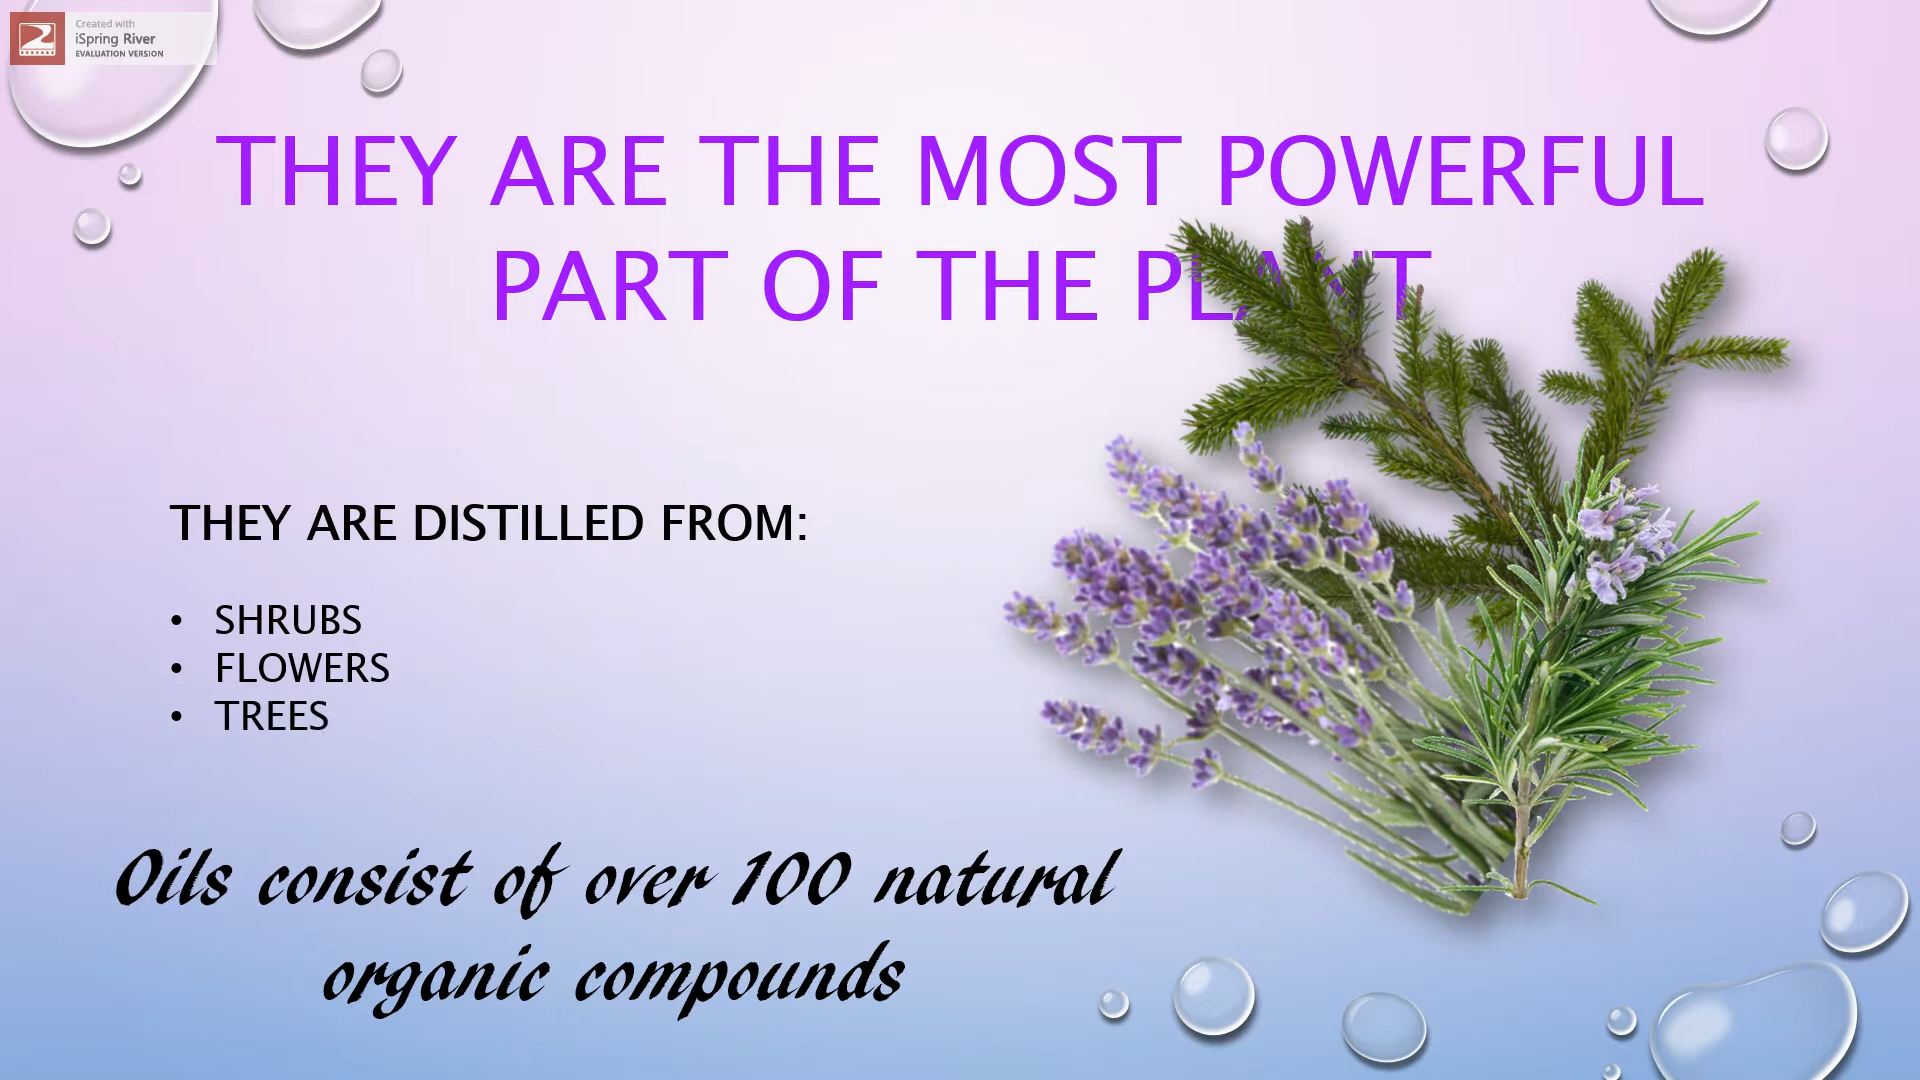 Created with
iSpring River
EVALUATION VERSION
THEY ARE THE MOST POWERFUL
PART OF THE PLANT
THEY ARE DISTILLED FROM:
• SHRUBS
• FLOWERS
• TREES
Oils consist of over 100 natural
organic compounds